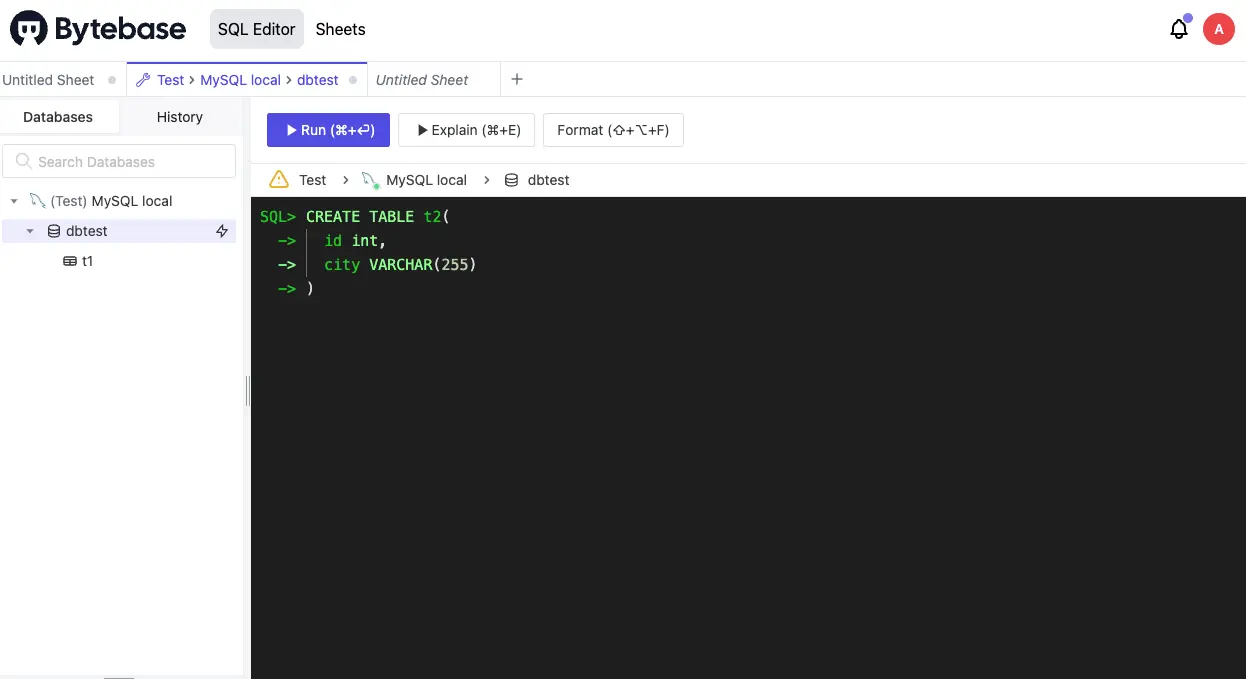 Bytebase SQL Editor Sheets A
Untitled Sheet Test > MySQL local > dbtest Untitled Sheet +
Databases History
Run (⌘+⏎) Explain (⌘+E) Format (⇧+⌥+F)
Search Databases
Test > MySQL local > dbtest
(Test) MySQL local
dbtest
t1
SQL> CREATE TABLE t2(
-> id int,
-> city VARCHAR(255)
-> )